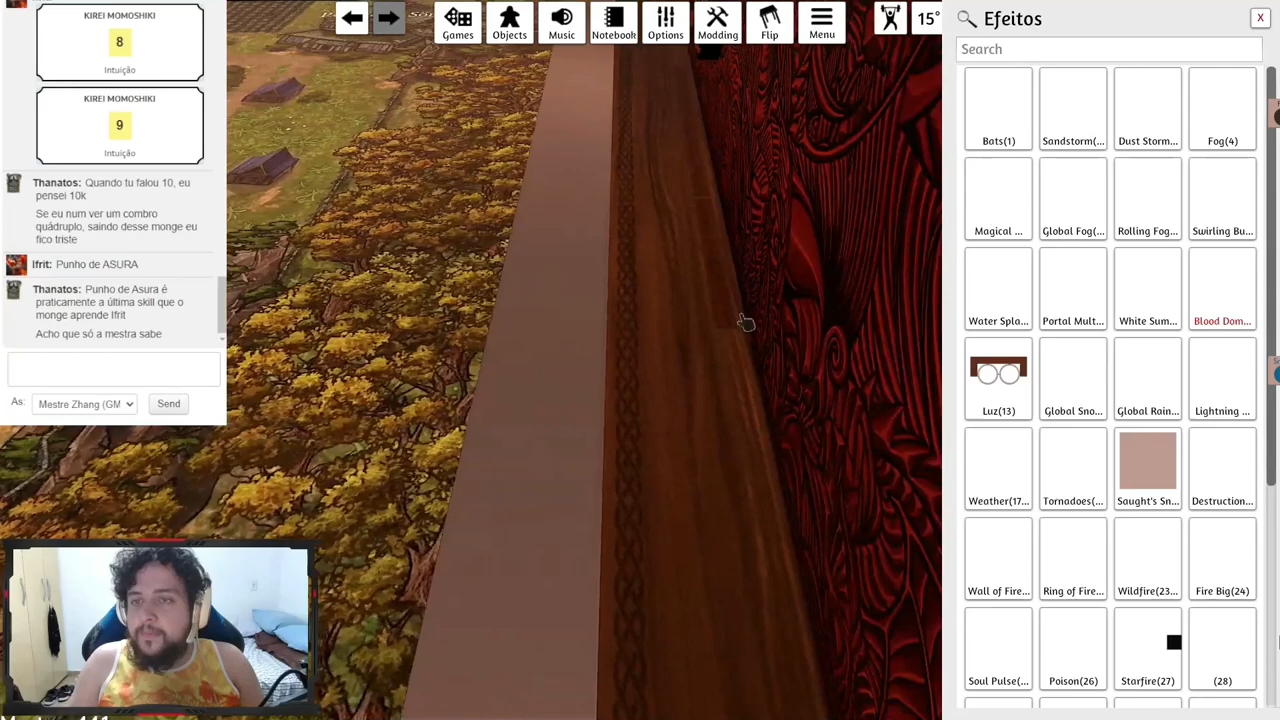 KIREI MOMOSHIKI
8
Intuição
KIREI MOMOSHIKI
9
Intuição
Thanatos: Quando tu falou 10, eu
pensei 10k
Se eu num ver um combro
quádruplo, saindo desse monge eu
fico triste
Ifrit: Punho de ASURA
Thanatos: Punho de Asura é
praticamente a última skill que o
monge aprende Ifrit
Acho que só a mestra sabe
As: Mestre Zhang (GM
Send
Games
Objects
Music
Notebook
Options
Modding
Flip
Menu
15°
Efeitos
X
Search
Bats(1)
Sandstorm(...
Dust Storm...
Fog(4)
Magical ...
Global Fog(...
Rolling Fog...
Swirling Bu...
Water Spla...
Portal Mult...
White Sum...
Blood Dom...
Luz(13)
Global Sno...
Global Rain...
Lightning ...
Weather(17...
Tornadoes(...
Saught's Sn...
Destruction...
Wall of Fire...
Ring of Fire...
Wildfire(23...
Fire Big(24)
Soul Pulse(...
Poison(26)
Starfire(27)
(28)